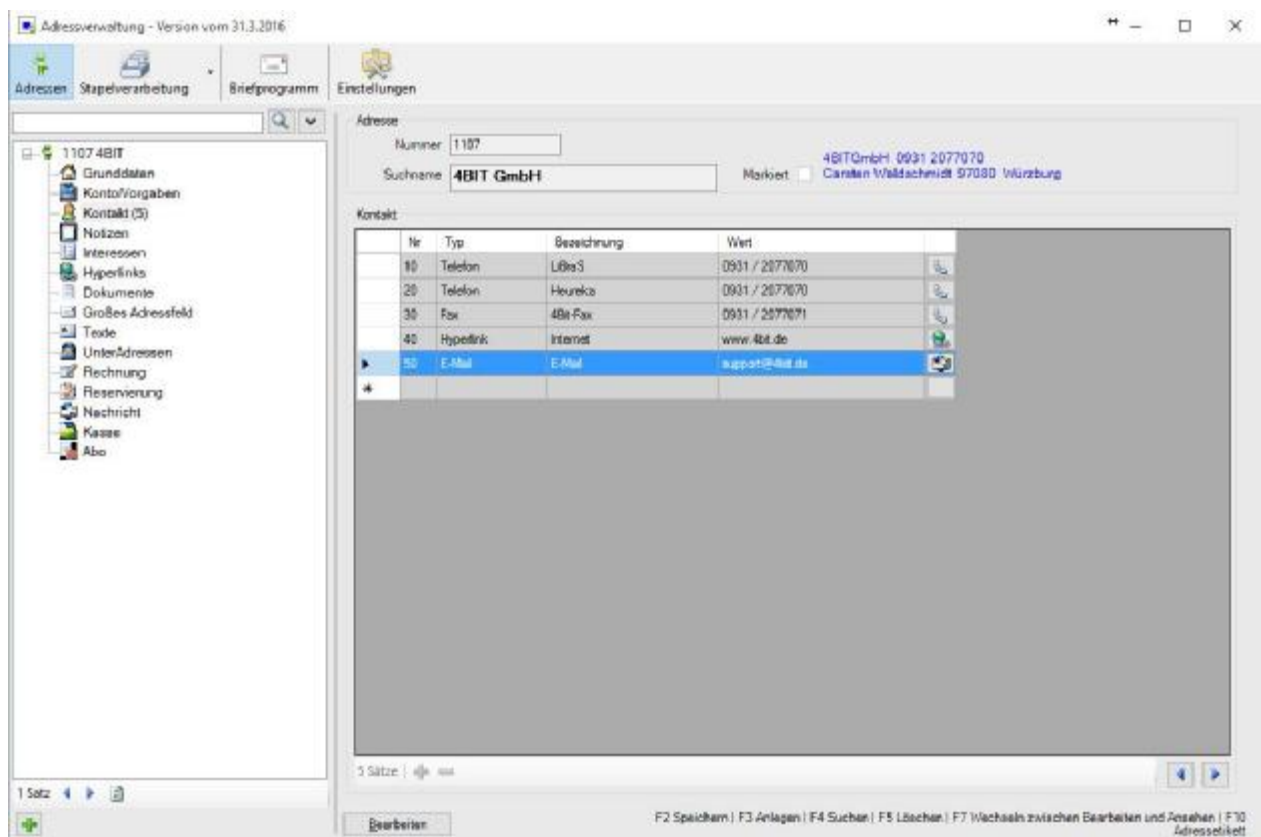 Adressverwaltung - Version vom 31.3.2016
Adressen Stapelverarbeitung Briefprogramm Einstellungen
Adresse
Nummer 1107
Suchname 4BIT GmbH Markiert
4BITGmbH 0931 2077070
Carsten Waldschmidt 97080 Würzburg
1107 4BIT
Grunddaten
Konto/Vorgaben
Kontakt (5)
Notizen
Interessen
Hyperlinks
Dokumente
Großes Adressfeld
Texte
UnterAdressen
Rechnung
Reservierung
Nachricht
Kasse
Abo
Kontakt
Nr Typ Bezeichnung Wert
10 Telefon LiBraS 0931 / 2077070
20 Telefon Heureka 0931 / 2077070
30 Fax 4Bit-Fax 0931 / 2077071
40 Hyperlink Internet www.4bit.de
50 E-Mail E-Mail support@4bit.de
5 Sätze
1 Satz
Bearbeiten
F2 Speichern | F3 Anlegen | F4 Suchen | F5 Löschen | F7 Wechseln zwischen Bearbeiten und Ansehen | F10
Adressetikett